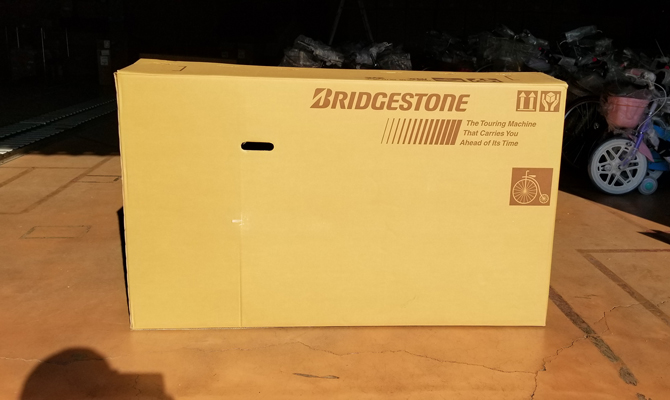 BRIDGESTONE
The Touring Machine
That Carries You
Ahead of Its Time